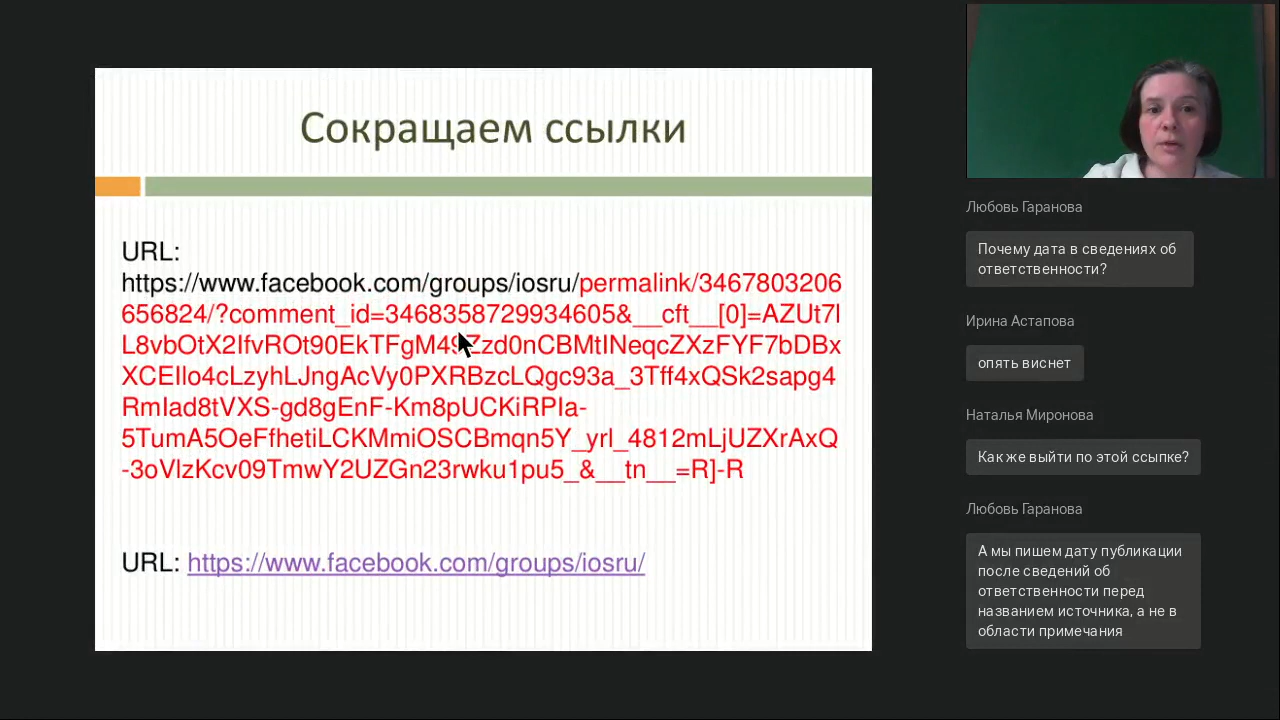 Сокращаем ссылки
URL:
https://www.facebook.com/groups/iosru/permalink/3467803206
656824/?comment_id=3468358729934605&__cft__[0]=AZUt7l
L8vbOtX2IfvROt90EkTFgM49Zzd0nCBMtINeqcZXzFYF7bDBx
XCEIlo4cLzyhLJngAcVy0PXRBzcLQgc93a_3Tff4xQSk2sapg4
RmIad8tVXS-gd8gEnF-Km8pUCKiRPIa-
5TumA5OeFfhetiLCKMmiOSCBmqn5Y_yrl_4812mLjUZXrAxQ
-3oVlzKcv09TmwY2UZGn23rwku1pu5_&__tn__=R]-R
URL: https://www.facebook.com/groups/iosru/
Любовь Гаранова
Почему дата в сведениях об
ответственности?
Ирина Астапова
опять виснет
Наталья Миронова
Как же выйти по этой ссыпке?
Любовь Гаранова
А мы пишем дату публикации
после сведений об
ответственности перед
названием источника, а не в
области примечания